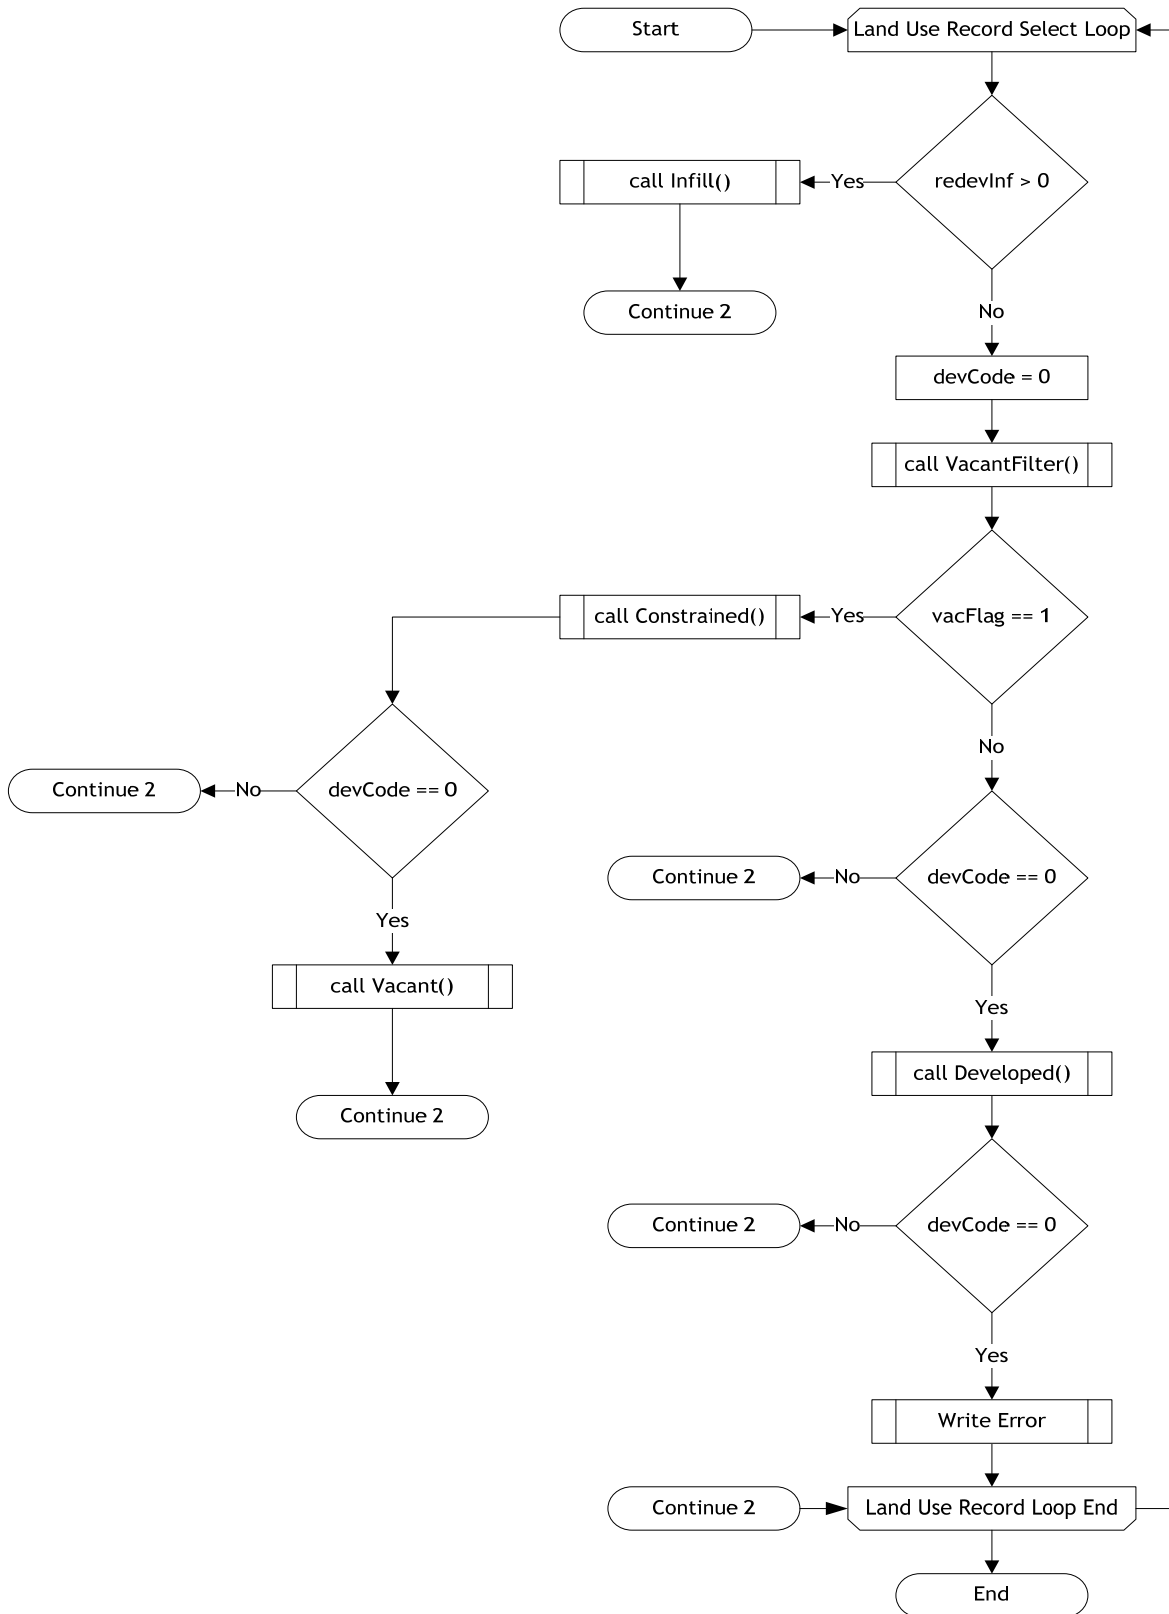 Start
Land Use Record Select Loop
redevInf > 0
Yes
call Infill()
Continue 2
No
devCode = 0
call VacantFilter()
vacFlag == 1
Yes
call Constrained()
No
devCode == 0
No
Continue 2
Yes
call Vacant()
Continue 2
devCode == 0
No
Continue 2
Yes
call Developed()
devCode == 0
No
Continue 2
Yes
Write Error
Continue 2
Land Use Record Loop End
End